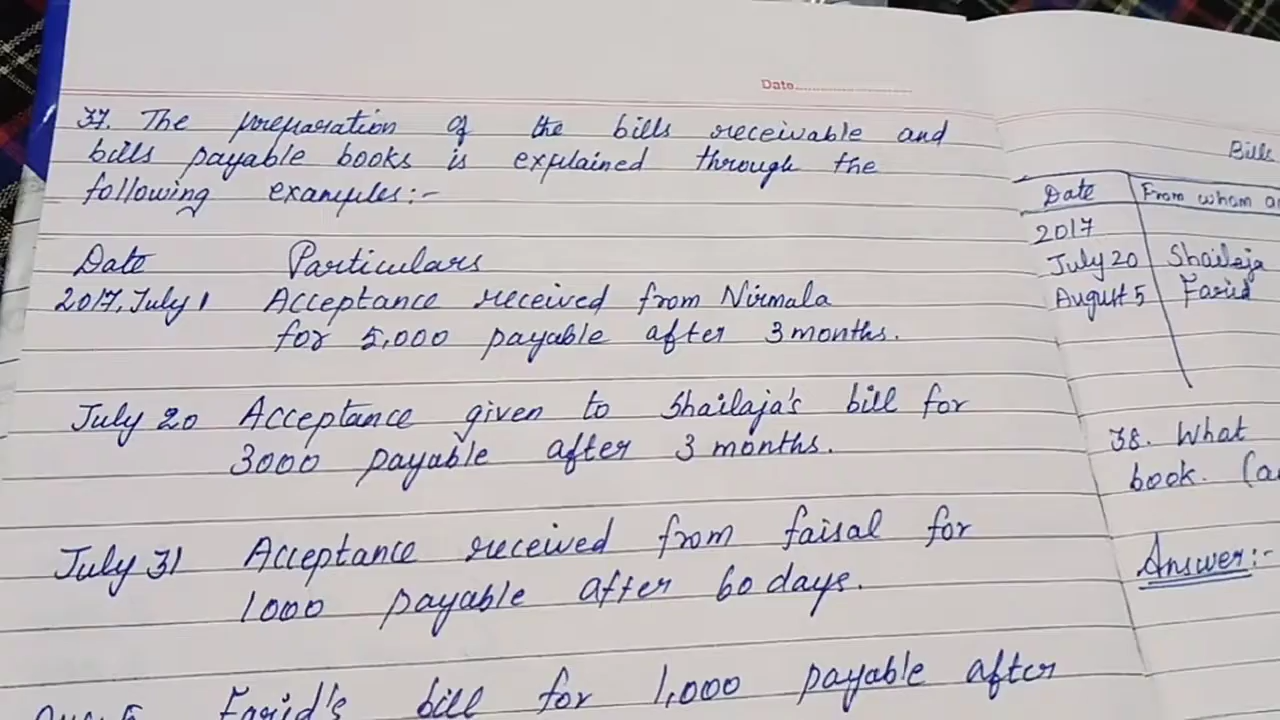 Date
37. The preparation of the bills receivable and
bills payable books is explained through the
following examples:-
Date Particulars
2017, July 1 Acceptance received from Nirmala
for 5,000 payable after 3 months.
July 20 Acceptance given to Shailaja's bill for
3000 payable after 3 months.
July 31 Acceptance received from faisal for
1000 payable after 60 days.
Aug. 5 Farid's bill for 1,000 payable after
Bills
Date From whom
2017
July 20 Shailaja
August 5 Farid
38. What
book.
Answer:-